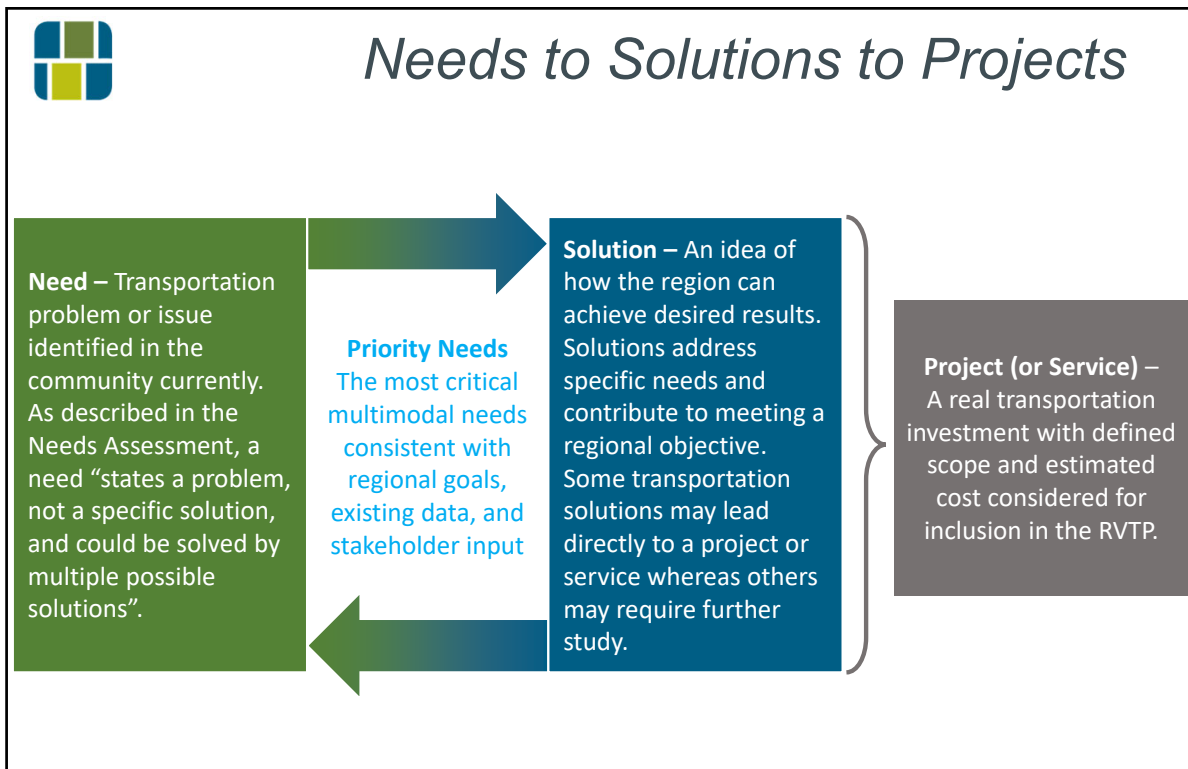 Needs to Solutions to Projects
Need – Transportation
problem or issue
identified in the
community currently.
As described in the
Needs Assessment, a
need “states a problem,
not a specific solution,
and could be solved by
multiple possible
solutions”.
Priority Needs
The most critical
multimodal needs
consistent with
regional goals,
existing data, and
stakeholder input
Solution – An idea of
how the region can
achieve desired results.
Solutions address
specific needs and
contribute to meeting a
regional objective.
Some transportation
solutions may lead
directly to a project or
service whereas others
may require further
study.
Project (or Service) –
A real transportation
investment with defined
scope and estimated
cost considered for
inclusion in the RVTP.